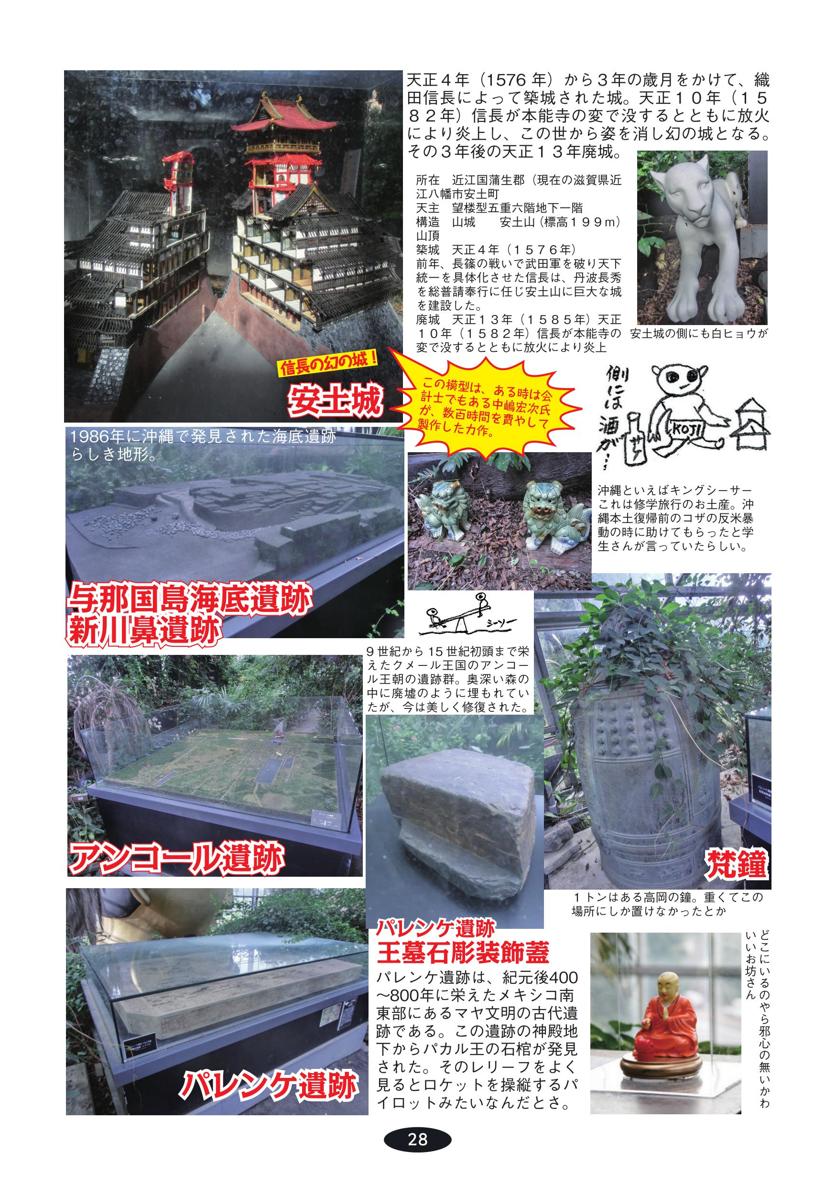 天正４年（1576 年）から３年の歳月をかけて、織
田信長によって築城された城。天正１０年（１５
８２年）信長が本能寺の変で没するとともに放火
により炎上し、この世から姿を消し幻の城となる。
その３年後の天正１３年廃城。
所在　近江国蒲生郡（現在の滋賀県近
江八幡市安土町
天主　望楼型五重六階地下一階
構造　山城　　安土山（標高１９９ｍ）
山頂
築城　天正４年（１５７６年）
前年、長篠の戦いで武田軍を破り天下
統一を具体化させた信長は、丹波長秀
を総普請奉行に任じ安土山に巨大な城
を建設した。
廃城　天正13年（１５８５年）天正
１０年（１５８２年）信長が本能寺の
変で没するとともに放火により炎上
安土城の側にも白ヒョウが
信長の幻の城！
安土城
この模型は、ある時は会
計士でもある中嶋宏次氏
が、数百時間を費やして
製作した力作。
側には
酒が…
KOJI
1986年に沖縄で発見された海底遺跡
らしき地形。
与那国島海底遺跡
新川鼻遺跡
沖縄といえばキングシーサー
これは修学旅行のお土産。沖
縄本土復帰前のコザの反米暴
動の時に助けてもらったと学
生さんが言っていたらしい。
シーソー
９世紀から 15 世紀初頭まで栄
えたクメール王国のアンコー
ル王朝の遺跡群。奥深い森の
中に廃墟のように埋もれてい
たが、今は美しく修復された。
アンコール遺跡
梵鐘
１トンはある高岡の鐘。重くてこの
場所にしか置けなかったとか
パレンケ遺跡
王墓石彫装飾蓋
パレンケ遺跡は、紀元後400
～800年に栄えたメキシコ南
東部にあるマヤ文明の古代遺
跡である。この遺跡の神殿地
下からパカル王の石棺が発見
された。そのレリーフをよく
見るとロケットを操縦するパ
イロットみたいなんだとさ。
パレンケ遺跡
どこにいるのやら邪心の無いかわ
いいお坊さん
28